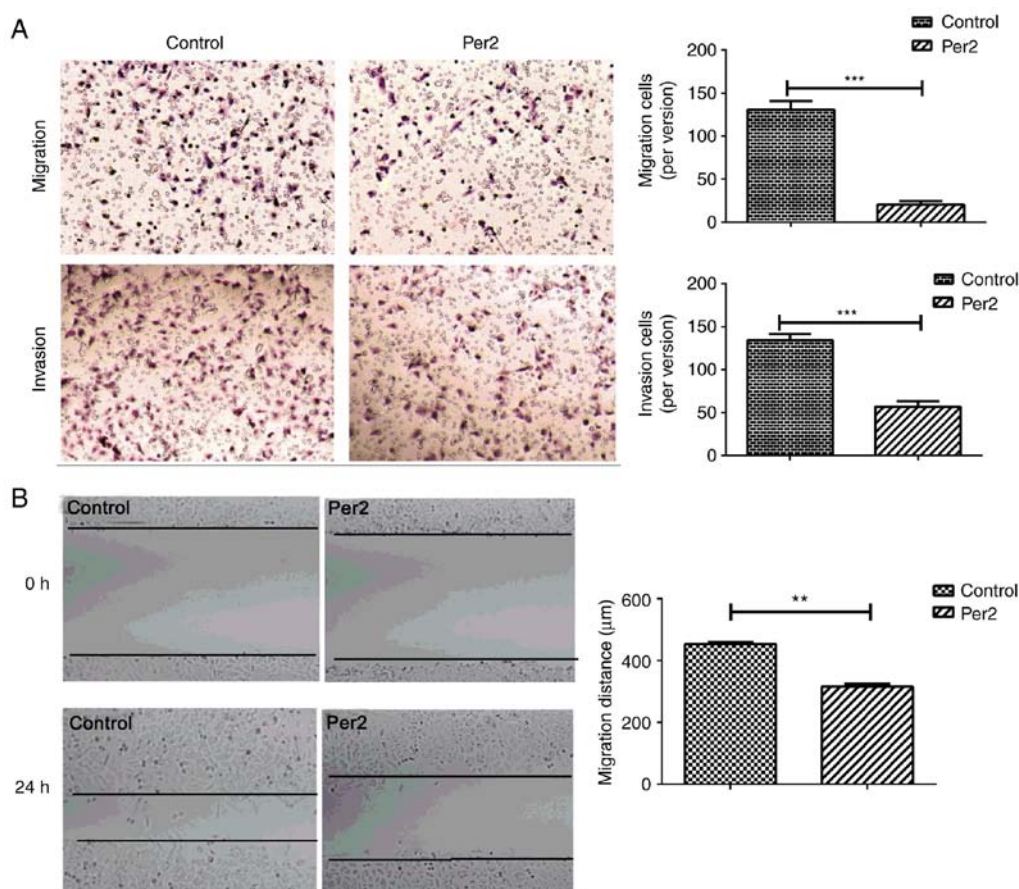 A
Control
Per2
Migration
Invasion
Control
Per2
200
150
100
50
0
Migration cells
(per version)
***
Control
Per2
200
150
100
50
0
Invasion cells
(per version)
***
B
Control
Per2
0 h
Control
Per2
24 h
Control
Per2
600
400
200
0
Migration distance (μm)
**